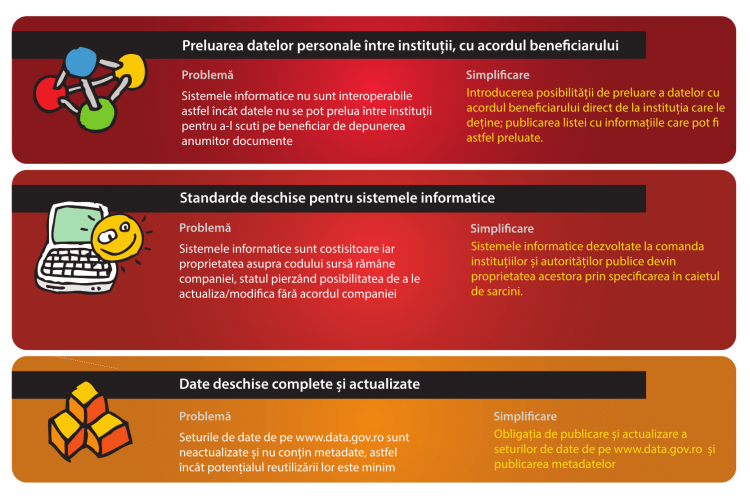 Preluarea datelor personale între instituții, cu acordul beneficiarului
Problemă
Sistemele informatice nu sunt interoperabile
astfel încât datele nu se pot prelua între instituții
pentru a-l scuti pe beneficiar de depunerea
anumitor documente
Simplificare
Introducerea posibilității de preluare a datelor cu
acordul beneficiarului direct de la instituția care le
deține; publicarea listei cu informațiile care pot fi
astfel preluate.
Standarde deschise pentru sistemele informatice
Problemă
Sistemele informatice sunt costisitoare iar
proprietatea asupra codului sursă rămâne
companiei, statul pierzând posibilitatea de a le
actualiza/modifica fără acordul companiei
Simplificare
Sistemele informatice dezvoltate la comanda
instituțiilor și autorităților publice devin
proprietatea acestora prin specificarea în caietul
de sarcini.
Date deschise complete și actualizate
Problemă
Seturile de date de pe www.data.gov.ro sunt
neactualizate și nu conțin metadate, astfel
încât potențialul reutilizării lor este minim
Simplificare
Obligația de publicare și actualizare a
seturilor de date de pe www.data.gov.ro și
publicarea metadatelor